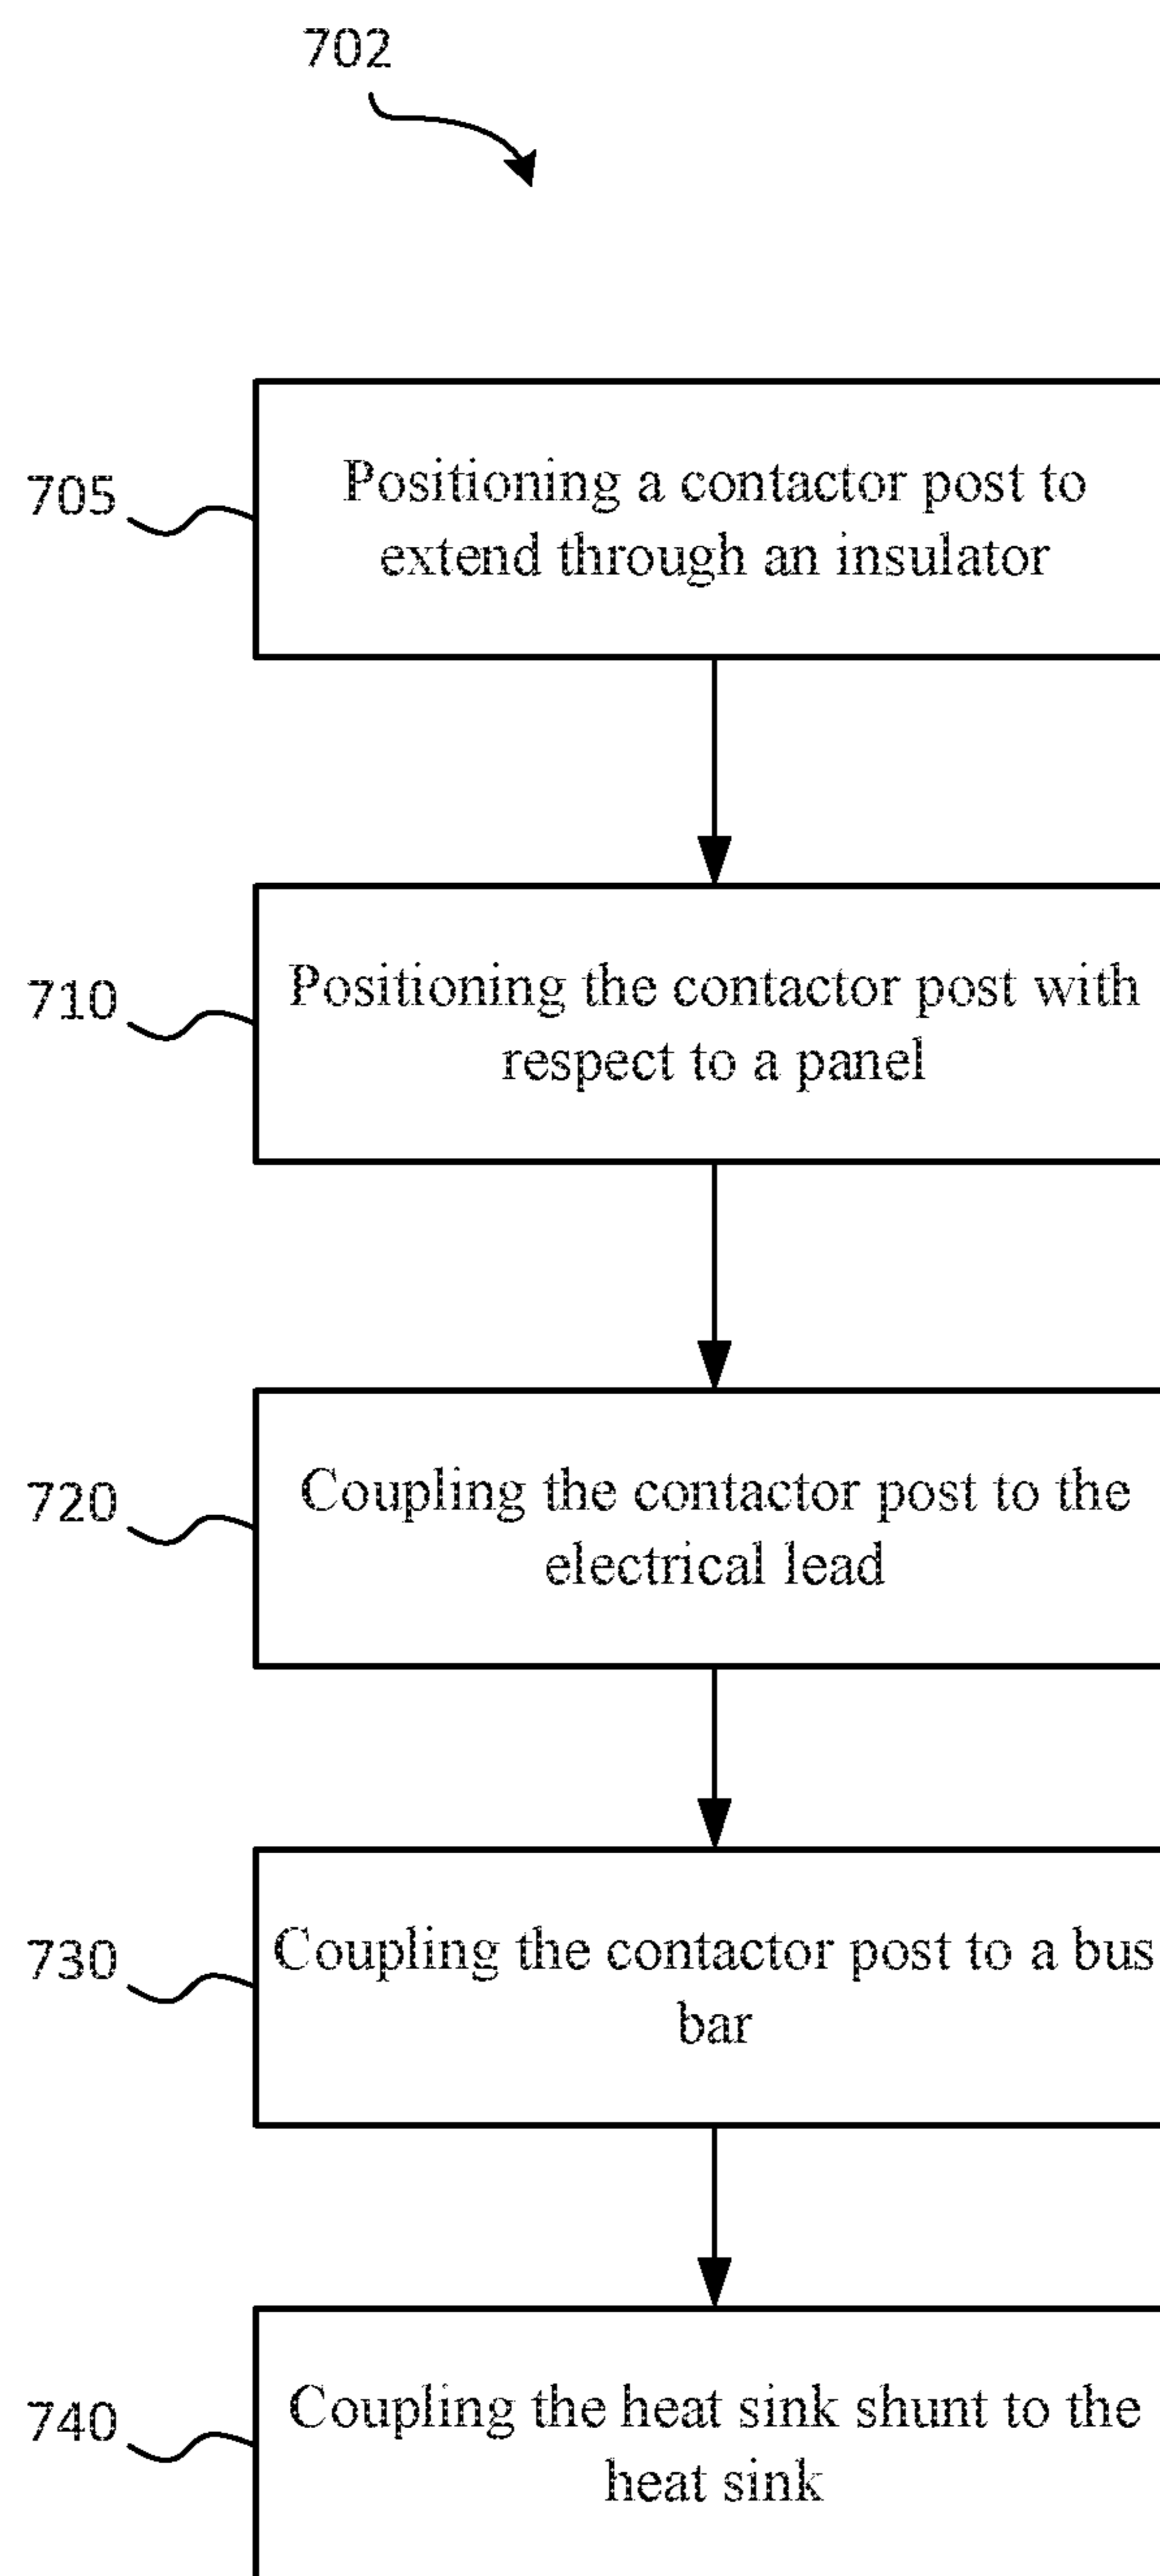 702
705
Positioning a contactor post to
extend through an insulator
710
Positioning the contactor post with
respect to a panel
720
Coupling the contactor post to the
electrical lead
730
Coupling the contactor post to a bus
bar
740
Coupling the heat sink shunt to the
heat sink